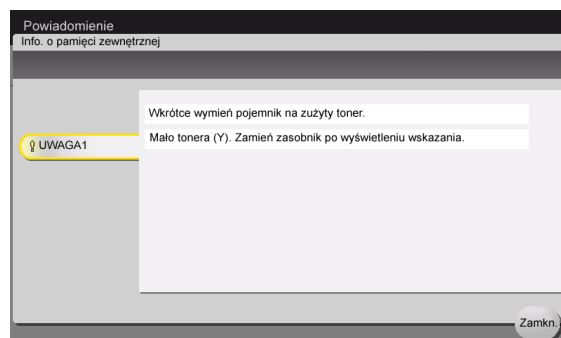 Powiadomienie
Info. o pamięci zewnętrznej
Wkrótce wymień pojemnik na zużyty toner.
Mało tonera (Y). Zamień zasobnik po wyświetleniu wskazania.
UWAGA1
Zamkn.